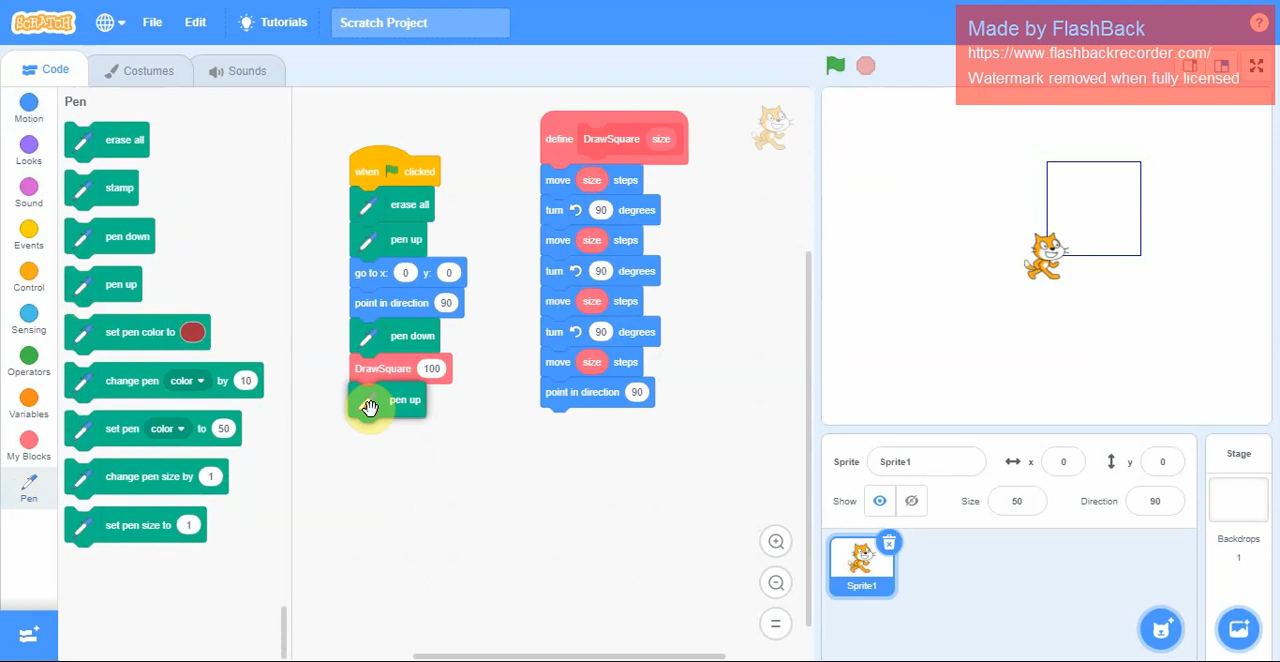 SCRATCH File Edit Tutorials Scratch Project
Made by FlashBack
https://www.flashbackrecorder.com/
Watermark removed when fully licensed
?
Code Costumes Sounds
Motion
Looks
Sound
Events
Control
Sensing
Operators
Variables
My Blocks
Pen
Pen
erase all
stamp
pen down
pen up
set pen color to
change pen color by 10
set pen color to 50
change pen size by 1
set pen size to 1
when clicked
erase all
pen up
go to x: 0 y: 0
point in direction 90
pen down
DrawSquare 100
pen up
define DrawSquare size
move size steps
turn 90 degrees
move size steps
turn 90 degrees
move size steps
turn 90 degrees
move size steps
point in direction 90
Sprite Sprite1 x 0 y 0
Show Size 50 Direction 90
Sprite1
Stage
Backdrops
1